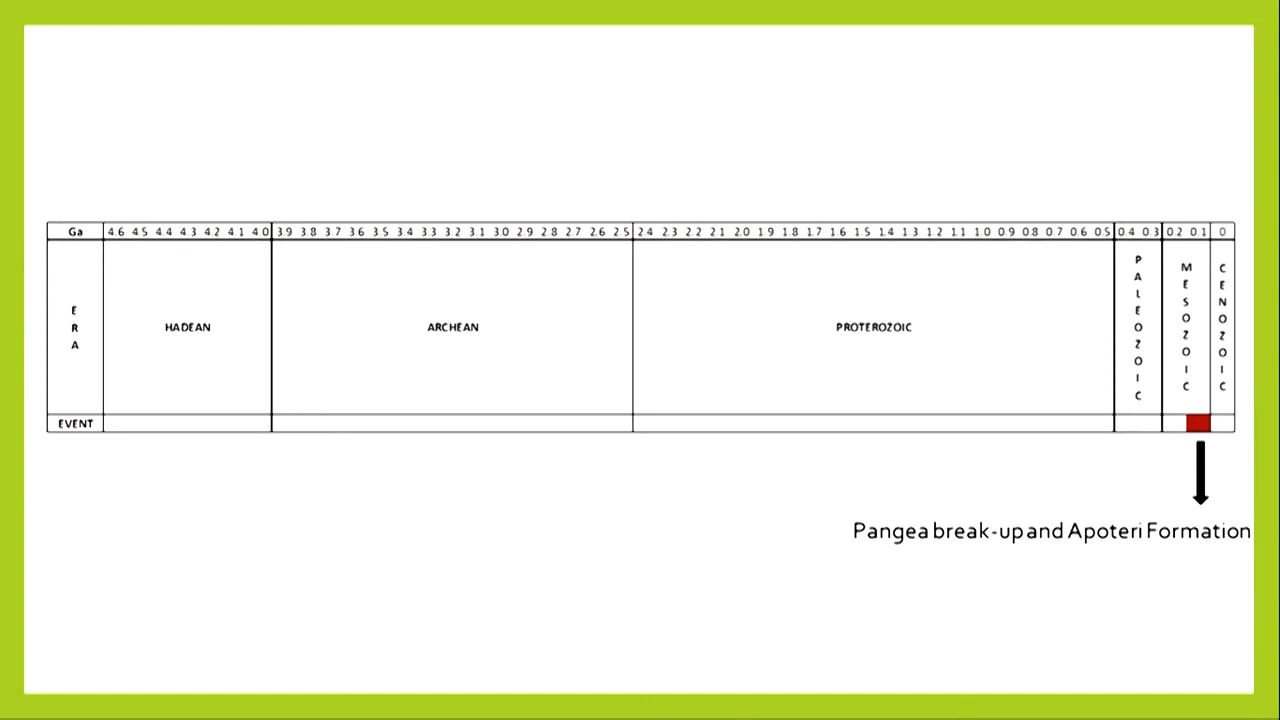 Ga 4.6 4.5 4.4 4.3 4.2 4.1 4.0 3.9 3.8 3.7 3.6 3.5 3.4 3.3 3.2 3.1 3.0 2.9 2.8 2.7 2.6 2.5 2.4 2.3 2.2 2.1 2.0 1.9 1.8 1.7 1.6 1.5 1.4 1.3 1.2 1.1 1.0 0.9 0.8 0.7 0.6 0.5 0.4 0.3 0.2 0.1 0
ERA
HADEAN
ARCHEAN
PROTEROZOIC
PALEOZOIC
MESOZOIC
CENOZOIC
EVENT
Pangea break-up and Apoteri Formation